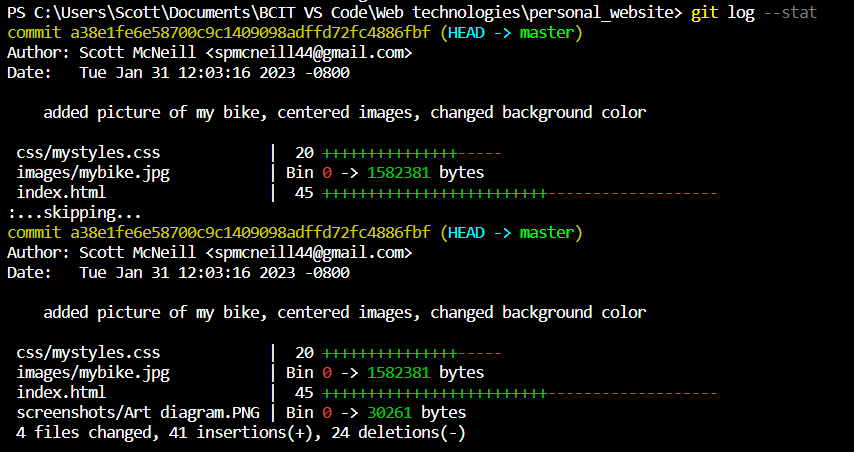 PS C:\Users\Scott\Documents\BCIT VS Code\Web technologies\personal_website> git log --stat
commit a38e1fe6e58700c9c1409098adffd72fc4886fbf (HEAD -> master)
Author: Scott McNeill <spmcneill44@gmail.com>
Date:   Tue Jan 31 12:03:16 2023 -0800
    added picture of my bike, centered images, changed background color
 css/mystyles.css            |  20 +++++++++++++++-----
 images/mybike.jpg           | Bin 0 -> 1582381 bytes
 index.html                  |  45 +++++++++++++++++++++++++-------------------
:...skipping...
commit a38e1fe6e58700c9c1409098adffd72fc4886fbf (HEAD -> master)
Author: Scott McNeill <spmcneill44@gmail.com>
Date:   Tue Jan 31 12:03:16 2023 -0800
    added picture of my bike, centered images, changed background color
 css/mystyles.css            |  20 +++++++++++++++-----
 images/mybike.jpg           | Bin 0 -> 1582381 bytes
 index.html                  |  45 +++++++++++++++++++++++++-------------------
 screenshots/Art diagram.PNG | Bin 0 -> 30261 bytes
 4 files changed, 41 insertions(+), 24 deletions(-)